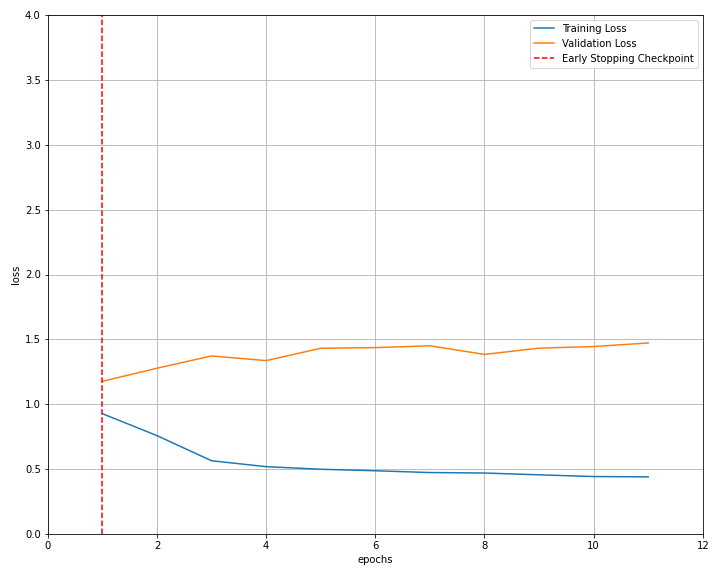 4.0
3.5
3.0
2.5
2.0
1.5
1.0
0.5
0.0
loss
0 2 4 6 8 10 12
epochs
Training Loss
Validation Loss
Early Stopping Checkpoint